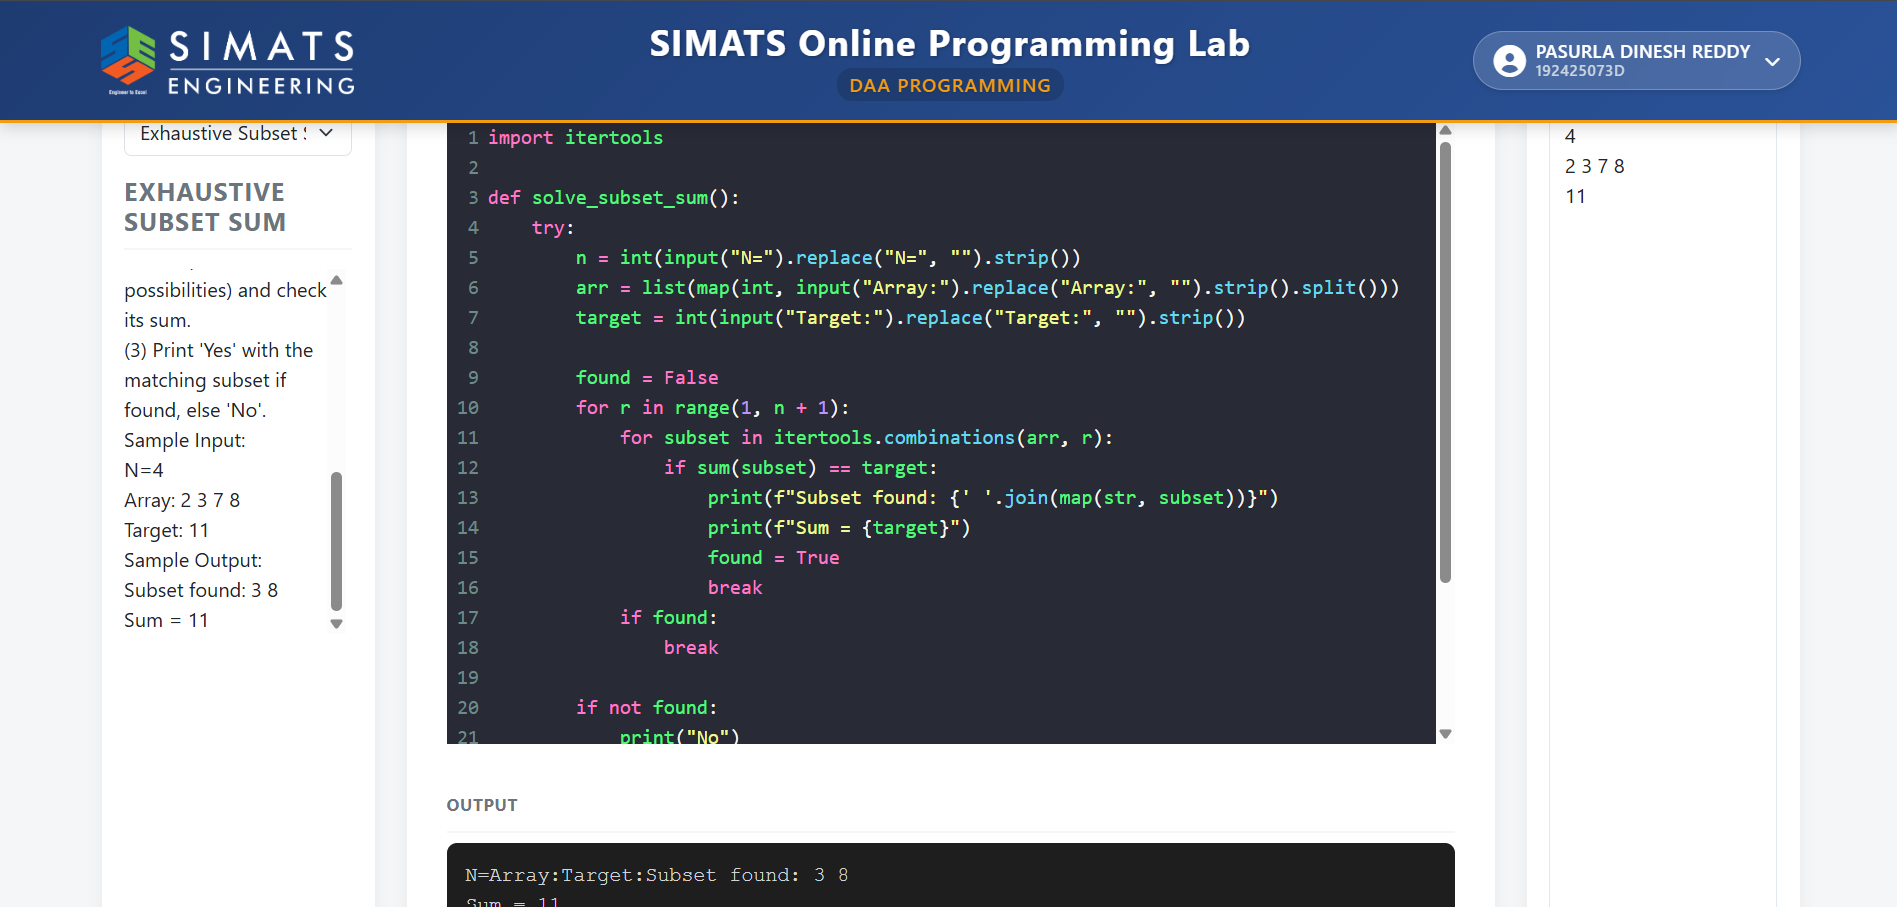 SIMATS
ENGINEERING
Engineer to Excel
SIMATS Online Programming Lab
DAA PROGRAMMING
PASURLA DINESH REDDY
192425073D
Exhaustive Subset
EXHAUSTIVE
SUBSET SUM
possibilities) and check
its sum.
(3) Print 'Yes' with the
matching subset if
found, else 'No'.
Sample Input:
N=4
Array: 2 3 7 8
Target: 11
Sample Output:
Subset found: 3 8
Sum = 11
1 import itertools
2
3 def solve_subset_sum():
4     try:
5         n = int(input("N=").replace("N=", "").strip())
6         arr = list(map(int, input("Array:").replace("Array:", "").strip().split()))
7         target = int(input("Target:").replace("Target:", "").strip())
8
9         found = False
10         for r in range(1, n + 1):
11             for subset in itertools.combinations(arr, r):
12                 if sum(subset) == target:
13                     print(f"Subset found: {' '.join(map(str, subset))}")
14                     print(f"Sum = {target}")
15                     found = True
16                     break
17             if found:
18                 break
19
20         if not found:
21             print("No")
OUTPUT
N=Array:Target:Subset found: 3 8
Sum = 11
4
2 3 7 8
11